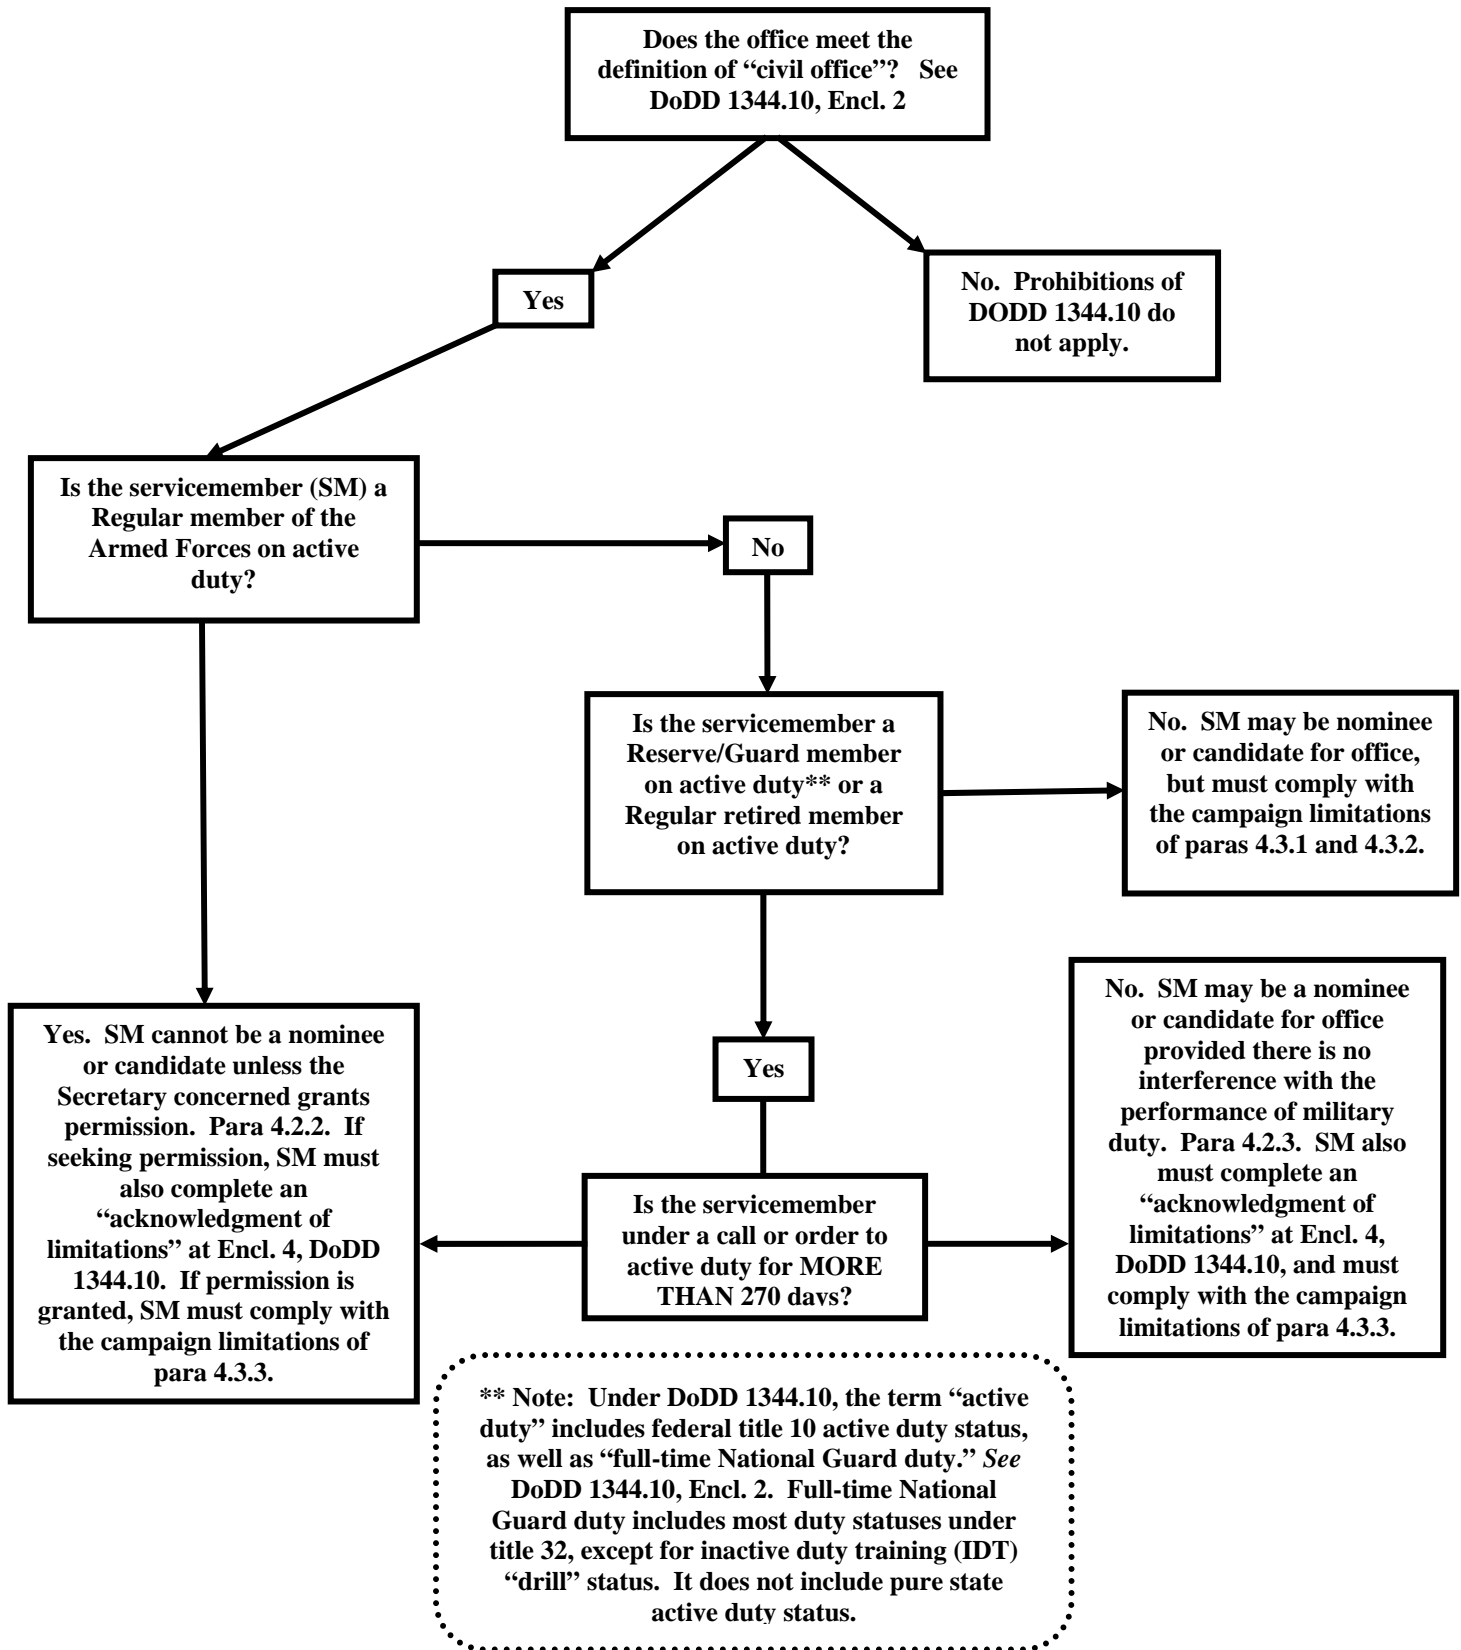 Does the office meet the
definition of “civil office”?   See
DoDD 1344.10, Encl. 2
Yes
No.  Prohibitions of
DODD 1344.10 do
not apply.
Is the servicemember (SM) a
Regular member of the
Armed Forces on active
duty?
No
Is the servicemember a
Reserve/Guard member
on active duty** or a
Regular retired member
on active duty?
No.  SM may be nominee
or candidate for office,
but must comply with
the campaign limitations
of paras 4.3.1 and 4.3.2.
Yes.  SM cannot be a nominee
or candidate unless the
Secretary concerned grants
permission.  Para 4.2.2.  If
seeking permission, SM must
also complete an
“acknowledgment of
limitations” at Encl. 4, DoDD
1344.10.  If permission is
granted, SM must comply with
the campaign limitations of
para 4.3.3.
Yes
Is the servicemember
under a call or order to
active duty for MORE
THAN 270 days?
No.  SM may be a nominee
or candidate for office
provided there is no
interference with the
performance of military
duty.  Para 4.2.3.  SM also
must complete an
“acknowledgment of
limitations” at Encl. 4,
DoDD 1344.10, and must
comply with the campaign
limitations of para 4.3.3.
** Note:  Under DoDD 1344.10, the term “active
duty” includes federal title 10 active duty status,
as well as “full-time National Guard duty.”  See
DoDD 1344.10, Encl. 2.  Full-time National
Guard duty includes most duty statuses under
title 32, except for inactive duty training (IDT)
“drill” status.  It does not include pure state
active duty status.